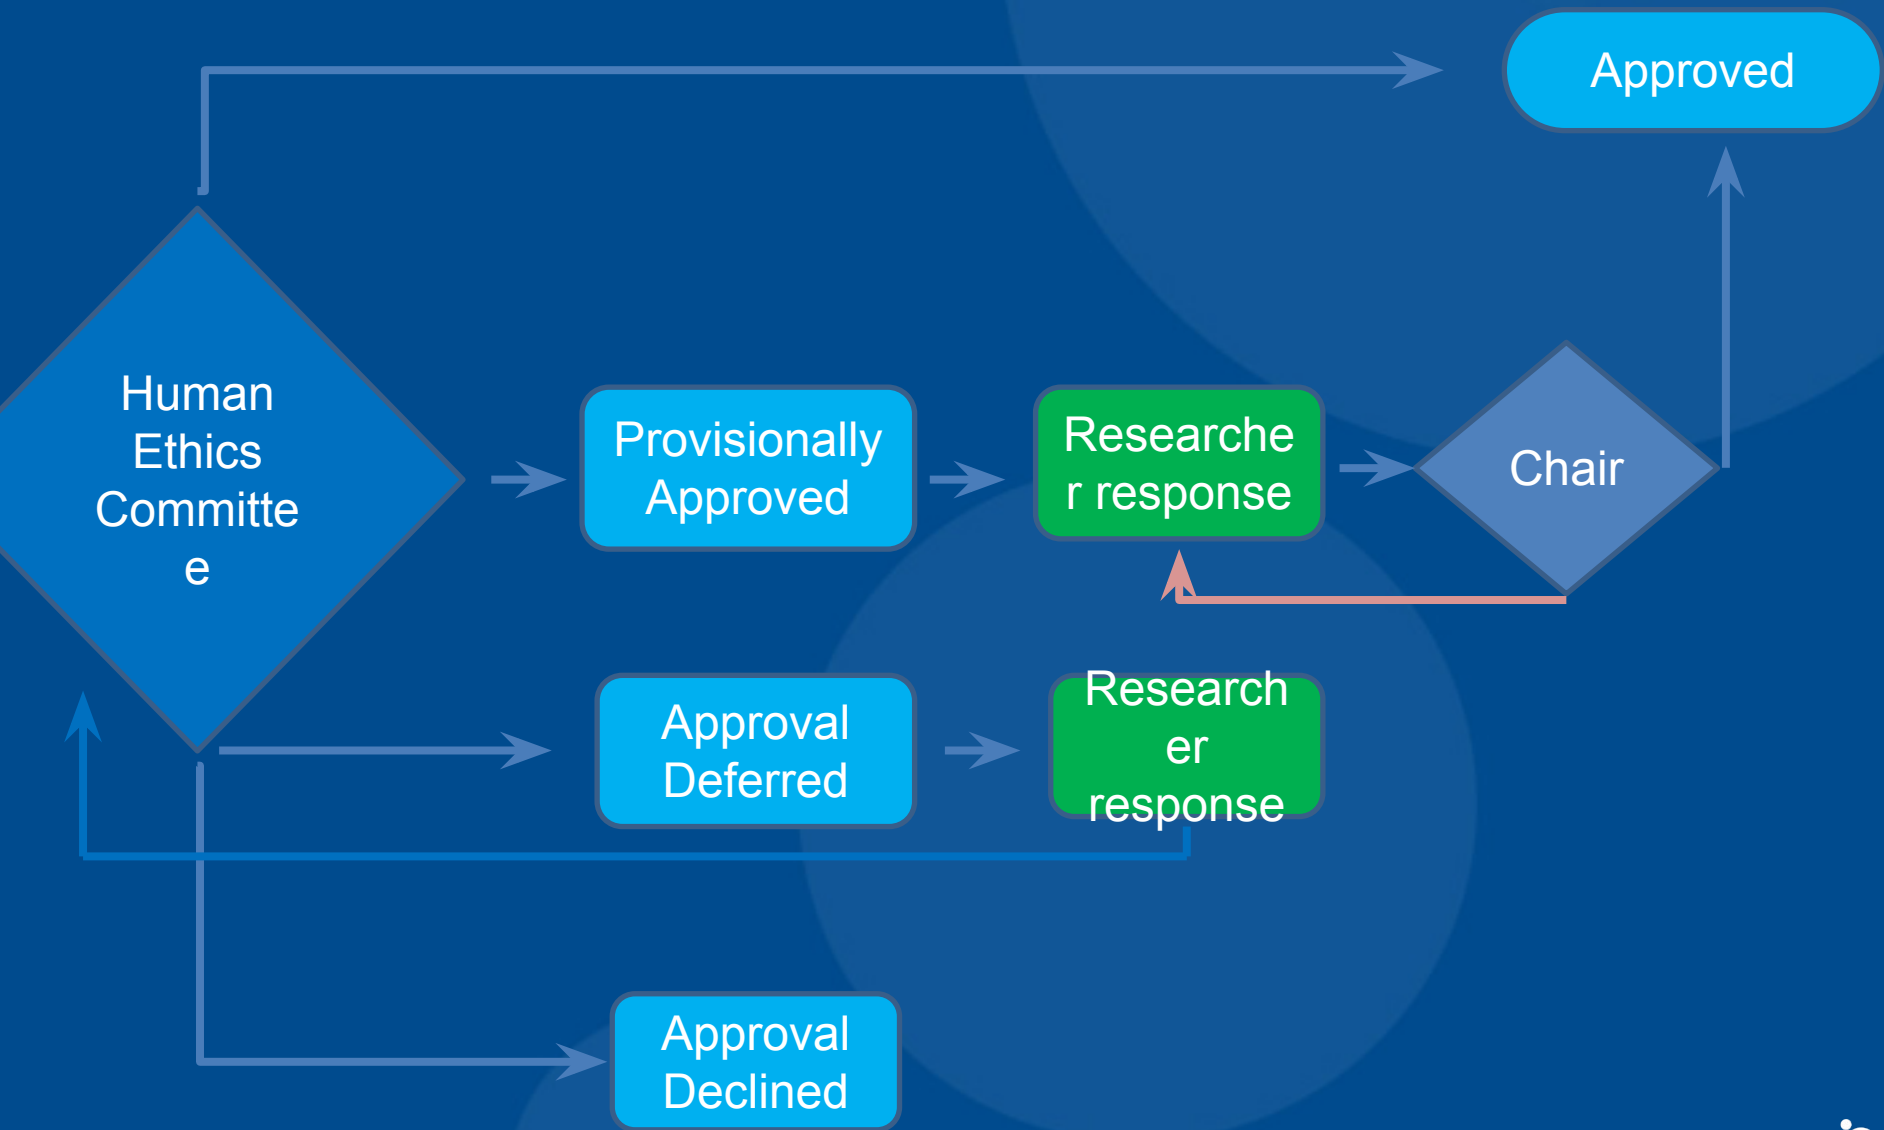 Approved
Human
Ethics
Committe
e
Provisionally
Approved
Researche
r response
Chair
Approval
Deferred
Research
er
response
Approval
Declined